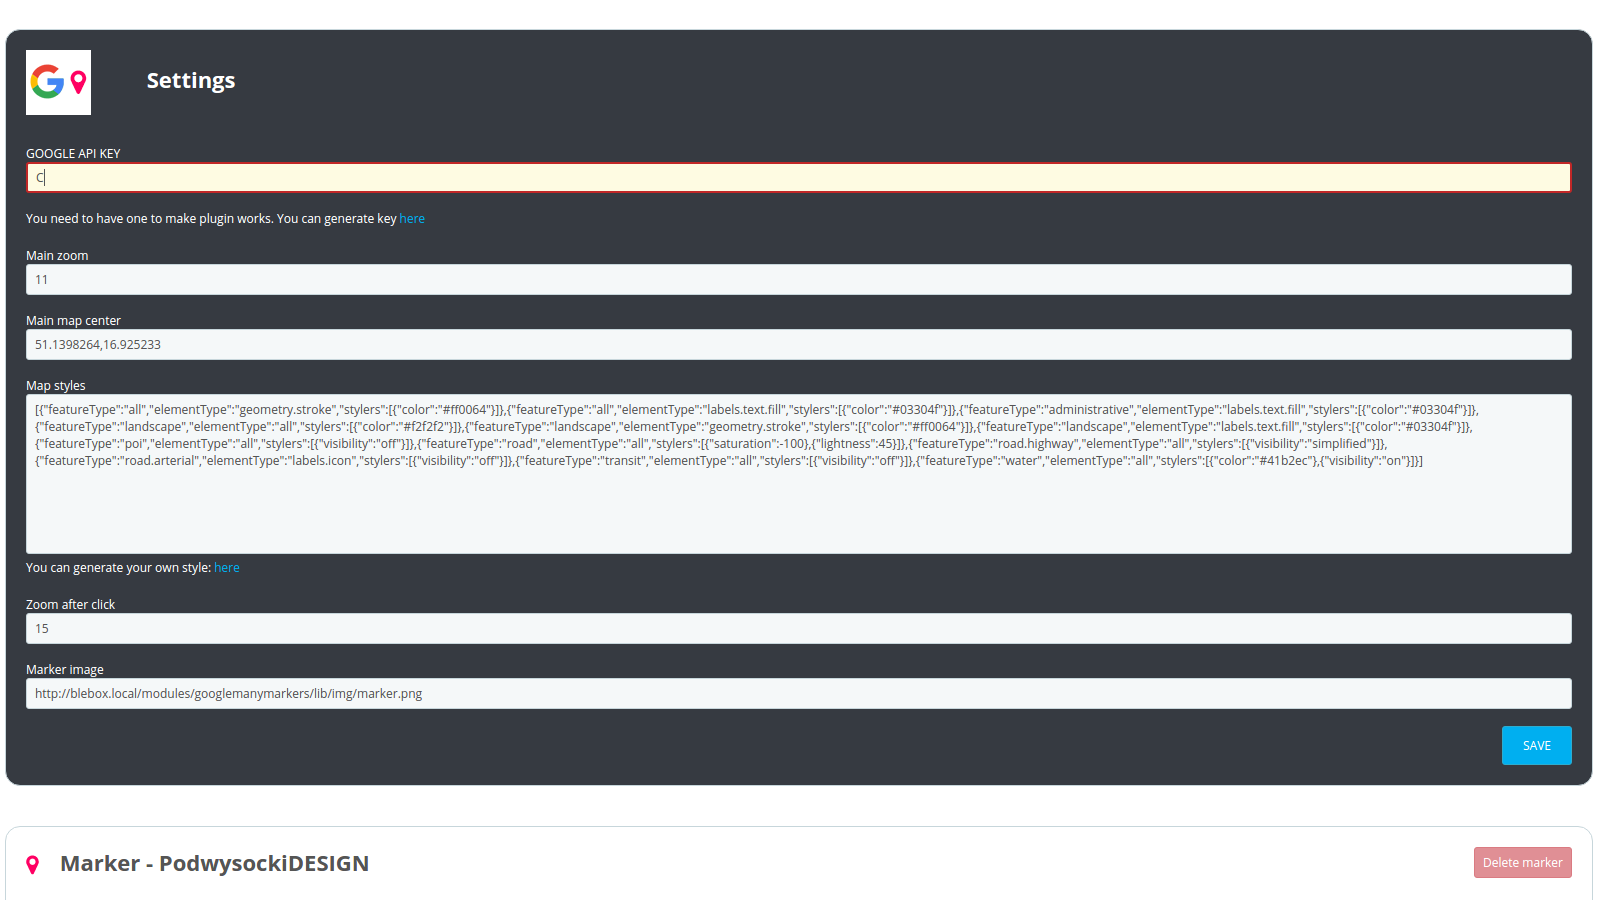 Settings
GOOGLE API KEY
C
You need to have one to make plugin works. You can generate key here
Main zoom
11
Main map center
51.1398264,16.925233
Map styles
[{"featureType":"all","elementType":"geometry.stroke","stylers":[{"color":"#ff0064"}]},{"featureType":"all","elementType":"labels.text.fill","stylers":[{"color":"#03304f"}]},{"featureType":"administrative","elementType":"labels.text.fill","stylers":[{"color":"#03304f"}]},
{"featureType":"landscape","elementType":"all","stylers":[{"color":"#f2f2f2"}]},{"featureType":"landscape","elementType":"geometry.stroke","stylers":[{"color":"#ff0064"}]},{"featureType":"landscape","elementType":"labels.text.fill","stylers":[{"color":"#03304f"}]},
{"featureType":"poi","elementType":"all","stylers":[{"visibility":"off"}]},{"featureType":"road","elementType":"all","stylers":[{"saturation":-100},{"lightness":45}]},{"featureType":"road.highway","elementType":"all","stylers":[{"visibility":"simplified"}]},
{"featureType":"road.arterial","elementType":"labels.icon","stylers":[{"visibility":"off"}]},{"featureType":"transit","elementType":"all","stylers":[{"visibility":"off"}]},{"featureType":"water","elementType":"all","stylers":[{"color":"#41b2ec"},{"visibility":"on"}]}]
You can generate your own style: here
Zoom after click
15
Marker image
http://blebox.local/modules/googlemanymarkers/lib/img/marker.png
SAVE
Marker - PodwysockiDESIGN
Delete marker